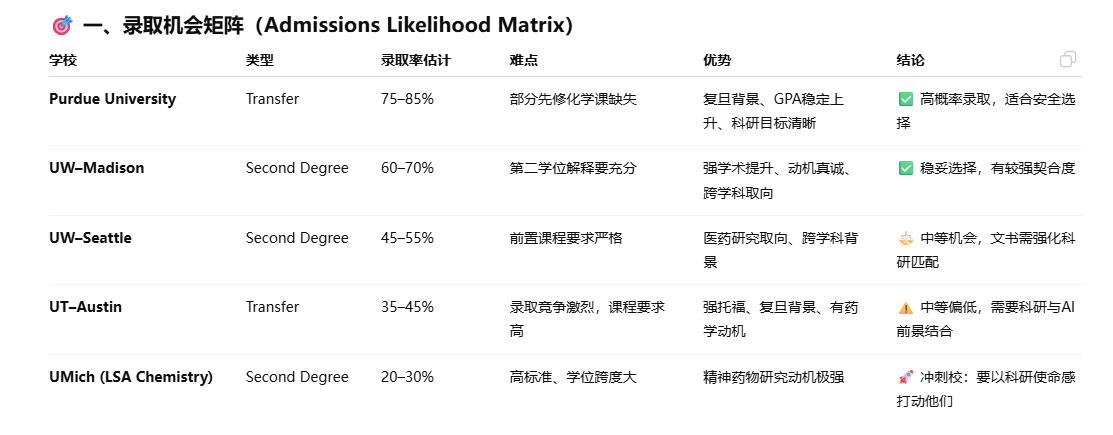 🎯 一、录取机会矩阵（Admissions Likelihood Matrix）
学校 类型 录取率估计 难点 优势 结论
Purdue University Transfer 75–85% 部分先修化学课缺失 复旦背景、GPA稳定上 ✅ 高概率录取，适合安全选
升、科研目标清晰 择
UW–Madison Second Degree 60–70% 第二学位解释要充分 强学术提升、动机真诚、 ✅ 稳妥选择，有较强契合度
跨学科取向
UW–Seattle Second Degree 45–55% 前置课程要求严格 医药研究取向、跨学科背 ⚖️ 中等机会，文书需强化科
景 研匹配
UT–Austin Transfer 35–45% 录取竞争激烈，课程要求 强托福、复旦背景、有药 ⚠️ 中等偏低，需要科研与AI
高 学动机 前景结合
UMich (LSA Chemistry) Second Degree 20–30% 高标准、学位跨度大 精神药物研究动机极强 🚀 冲刺校：要以科研使命感
打动他们